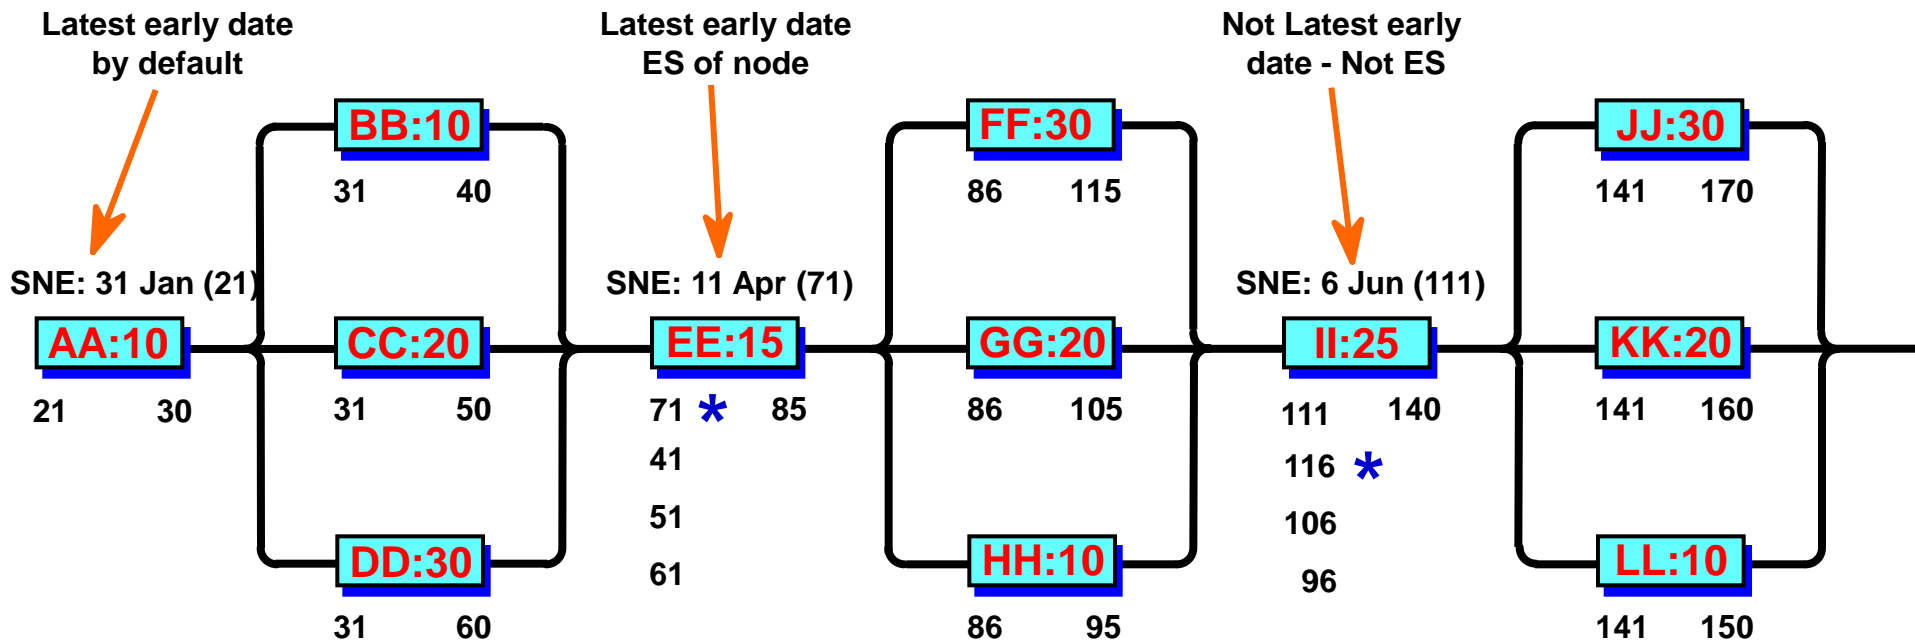 Latest early date
by default
Latest early date
ES of node
Not Latest early
date - Not ES
BB:10
31 40
FF:30
86 115
JJ:30
141 170
SNE: 31 Jan (21)
SNE: 11 Apr (71)
SNE: 6 Jun (111)
AA:10
21 30
CC:20
31 50
EE:15
71 * 85
41
51
61
GG:20
86 105
II:25
111 140
116 *
106
96
KK:20
141 160
DD:30
31 60
HH:10
86 95
LL:10
141 150